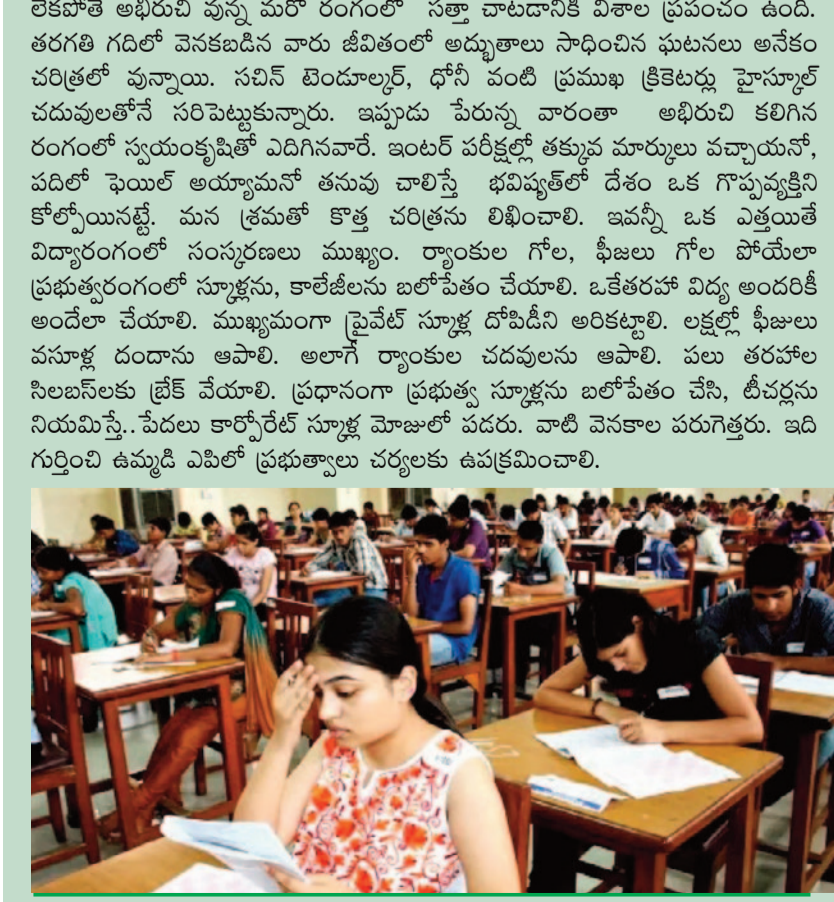 లేకపోతే అభిరుచి వున్న మరో రంగంలో సత్తా చాటడానికి విశాల ప్రపంచం ఉంది.
తరగతి గదిలో వెనకబడిన వారు జీవితంలో అద్భుతాలు సాధించిన ఘటనలు అనేకం
చరిత్రలో వున్నాయి. సచిన్ టెండూల్కర్, ధోనీ వంటి ప్రముఖ క్రికెటర్లు హైస్కూల్
చదువులతోనే సరిపెట్టుకున్నారు. ఇప్పుడు పేరున్న వారంతా అభిరుచి కలిగిన
రంగంలో స్వయంకృషితో ఎదిగినవారే. ఇంటర్ పరీక్షల్లో తక్కువ మార్కులు వచ్చాయనో,
పదిలో ఫెయిల్ అయ్యామనో తనువు చాలిస్తే భవిష్యత్‌లో దేశం ఒక గొప్పవ్యక్తిని
కోల్పోయినట్టే. మన శ్రమతో కొత్త చరిత్రను లిఖించాలి. ఇవన్నీ ఒక ఎత్తయితే
విద్యారంగంలో సంస్కరణలు ముఖ్యం. ర్యాంకుల గోల, ఫీజలు గోల పోయేలా
ప్రభుత్వరంగంలో స్కూళ్లను, కాలేజీలను బలోపేతం చేయాలి. ఒకేతరహా విద్య అందరికీ
అందేలా చేయాలి. ముఖ్యమంగా ప్రైవేట్ స్కూళ్ల దోపిడీని అరికట్టాలి. లక్షల్లో ఫీజులు
వసూళ్ల దందాను ఆపాలి. అలాగే ర్యాంకుల చదవులను ఆపాలి. పలు తరహాల
సిలబస్‌లకు బ్రేక్ వేయాలి. ప్రధానంగా ప్రభుత్వ స్కూళ్లను బలోపేతం చేసి, టీచర్లను
నియమిస్తే..పేదలు కార్పోరేట్ స్కూళ్ల మోజులో పడరు. వాటి వెనకాల పరుగెత్తరు. ఇది
గుర్తించి ఉమ్మడి ఎపిలో ప్రభుత్వాలు చర్యలకు ఉపక్రమించాలి.